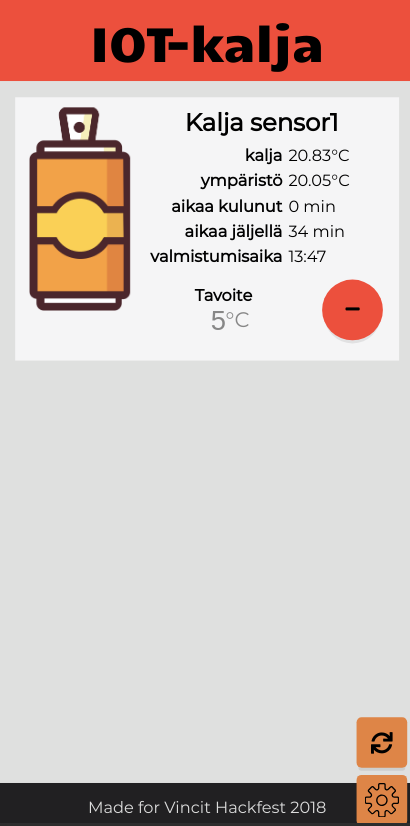 IOT-kalja
Kalja sensor1
kalja 20.83°C
ympäristö 20.05°C
aikaa kulunut 0 min
aikaa jäljellä 34 min
valmistumisaika 13:47
Tavoite
5°C
Made for Vincit Hackfest 2018